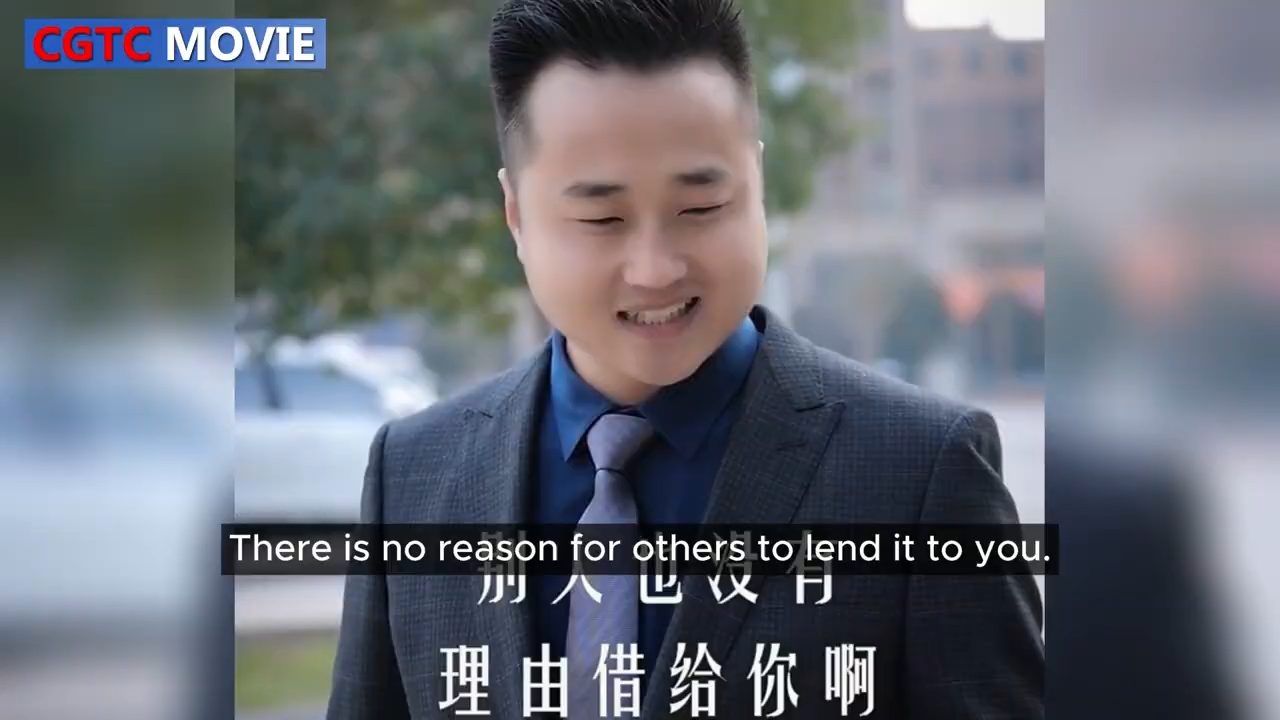 CGTC MOVIE
There is no reason for others to lend it to you.
别人也没有
理由借给你啊